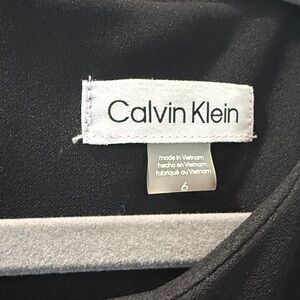 Calvin Klein
made in Vietnam
hecho en Vietnam
fabriqué au Vietnam
6